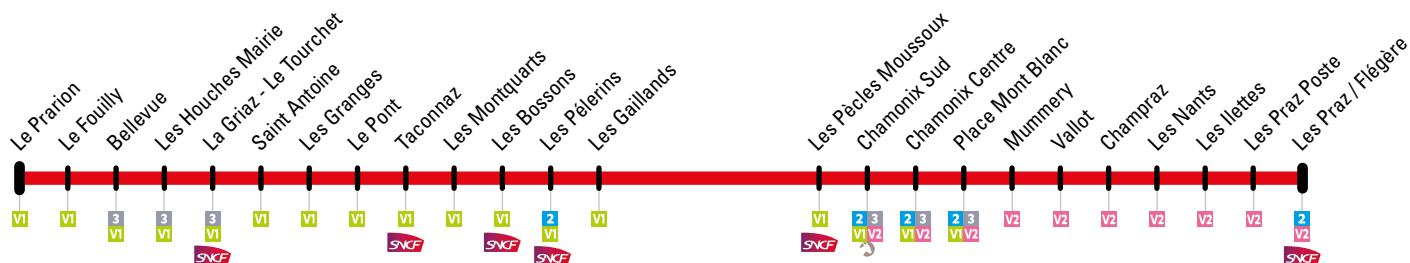 Le Prarion
Le Fouilly
Bellevue
Les Houches Mairie
La Griaz - Le Tourchet
Saint Antoine
Les Granges
Le Pont
Taconnaz
Les Montquarts
Les Bossons
Les Pélerins
Les Gaillands
Les Pècles Moussoux
Chamonix Sud
Chamonix Centre
Place Mont Blanc
Mummery
Vallot
Champraz
Les Nants
Les Ilettes
Les Praz Poste
Les Praz / Flégère
V1 V1 3 3 3 V1 V1 V1 V1 V1 V1 2 V1 V1 2 3 2 3 2 3 V2 V2 V2 V2 V2 V2 2
V1 V1 V1 V1 V1 V2 V1 V2 V1 V2 V2
SNCF SNCF SNCF SNCF SNCF SNCF